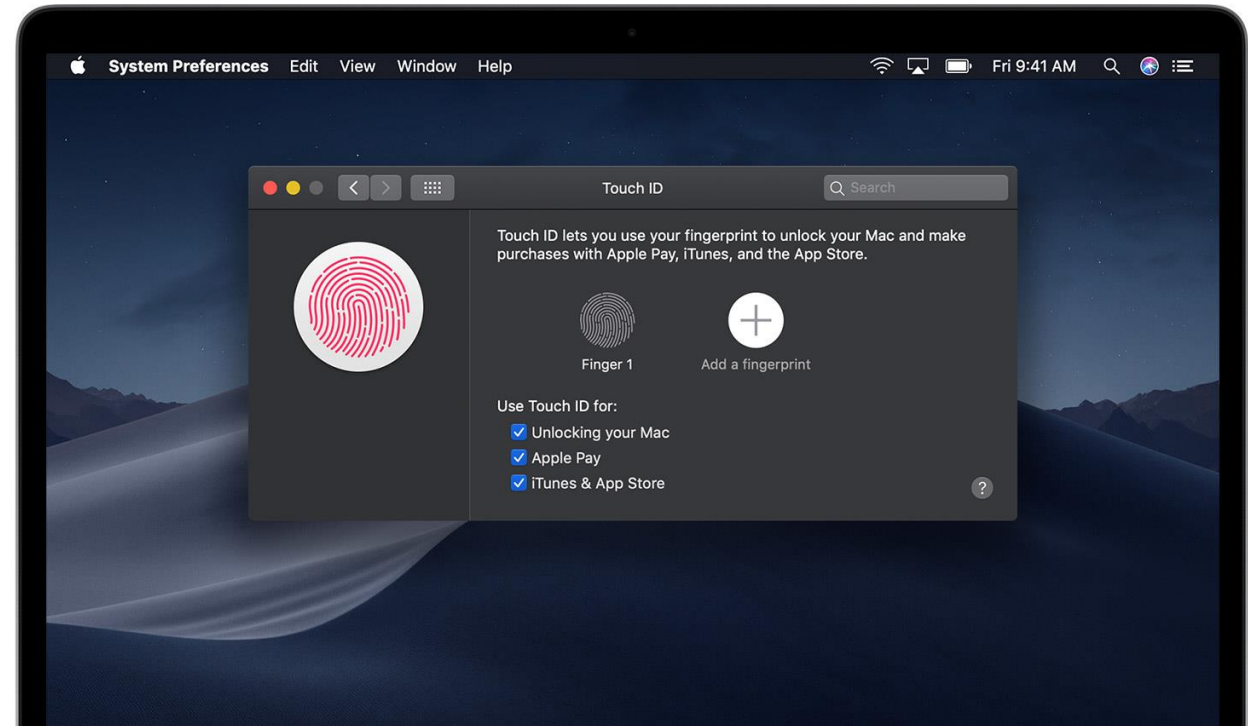 System Preferences Edit View Window Help Fri 9:41 AM
Touch ID
Search
Touch ID lets you use your fingerprint to unlock your Mac and make
purchases with Apple Pay, iTunes, and the App Store.
Finger 1 Add a fingerprint
Use Touch ID for:
Unlocking your Mac
Apple Pay
iTunes & App Store
?